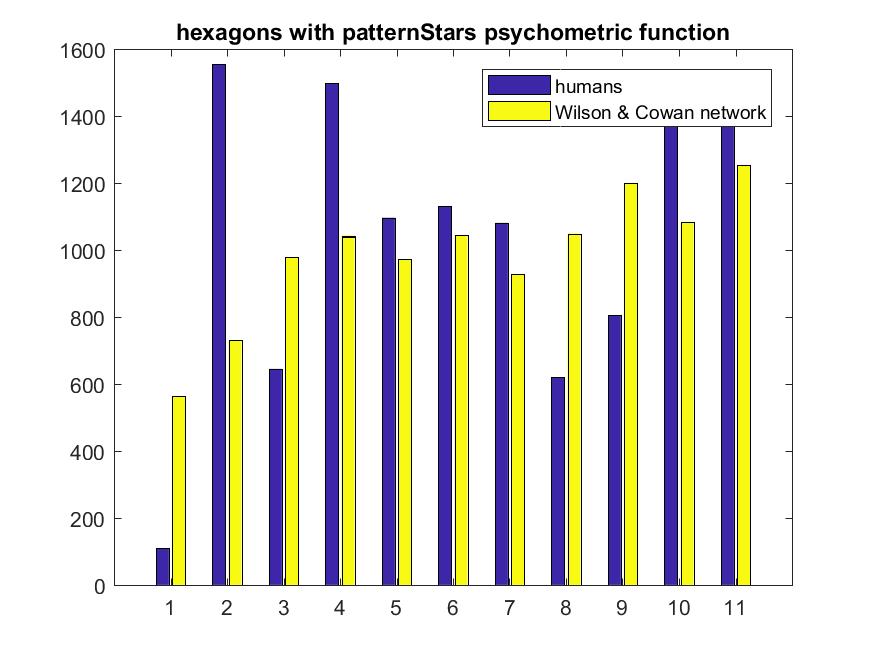 hexagons with patternStars psychometric function
humans
Wilson & Cowan network
1600
1400
1200
1000
800
600
400
200
0
1 2 3 4 5 6 7 8 9 10 11